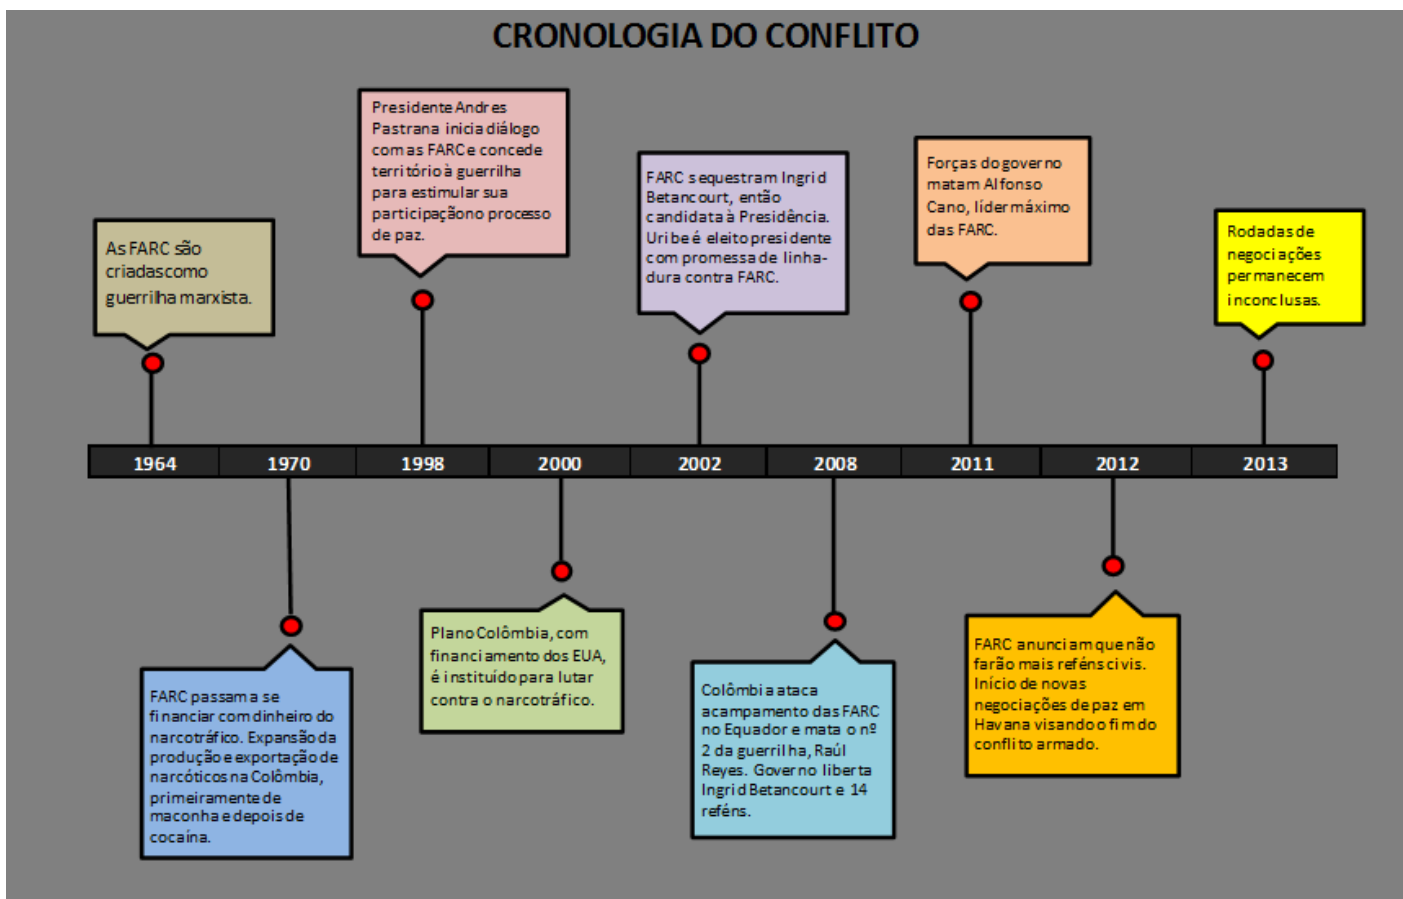 CRONOLOGIA DO CONFLITO
As FARC são
criadas como
guerrilha marxista.
Presidente Andres
Pastrana inicia diálogo
com as FARC e concede
território à guerrilha
para estimular sua
participação no processo
de paz.
FARC sequestram Ingrid
Betancourt, então
candidata à Presidência.
Uribe é eleito presidente
com promessa de linha-
dura contra FARC.
Forças do governo
matam Alfonso
Cano, líder máximo
das FARC.
Rodadas de
negociações
permanecem
inconclusas.
1964 1970 1998 2000 2002 2008 2011 2012 2013
FARC passam a se
financiar com dinheiro do
narcotráfico. Expansão da
produção e exportação de
narcóticos na Colômbia,
primeiramente de
maconha e depois de
cocaína.
Plano Colômbia, com
financiamento dos EUA,
é instituído para lutar
contra o narcotráfico.
Colômbia ataca
acampamento das FARC
no Equador e mata o nº
2 da guerrilha, Raúl
Reyes. Governo liberta
Ingrid Betancourt e 14
reféns.
FARC anunciam que não
farão mais reféns civis.
Início de novas
negociações de paz em
Havana visando o fim do
conflito armado.